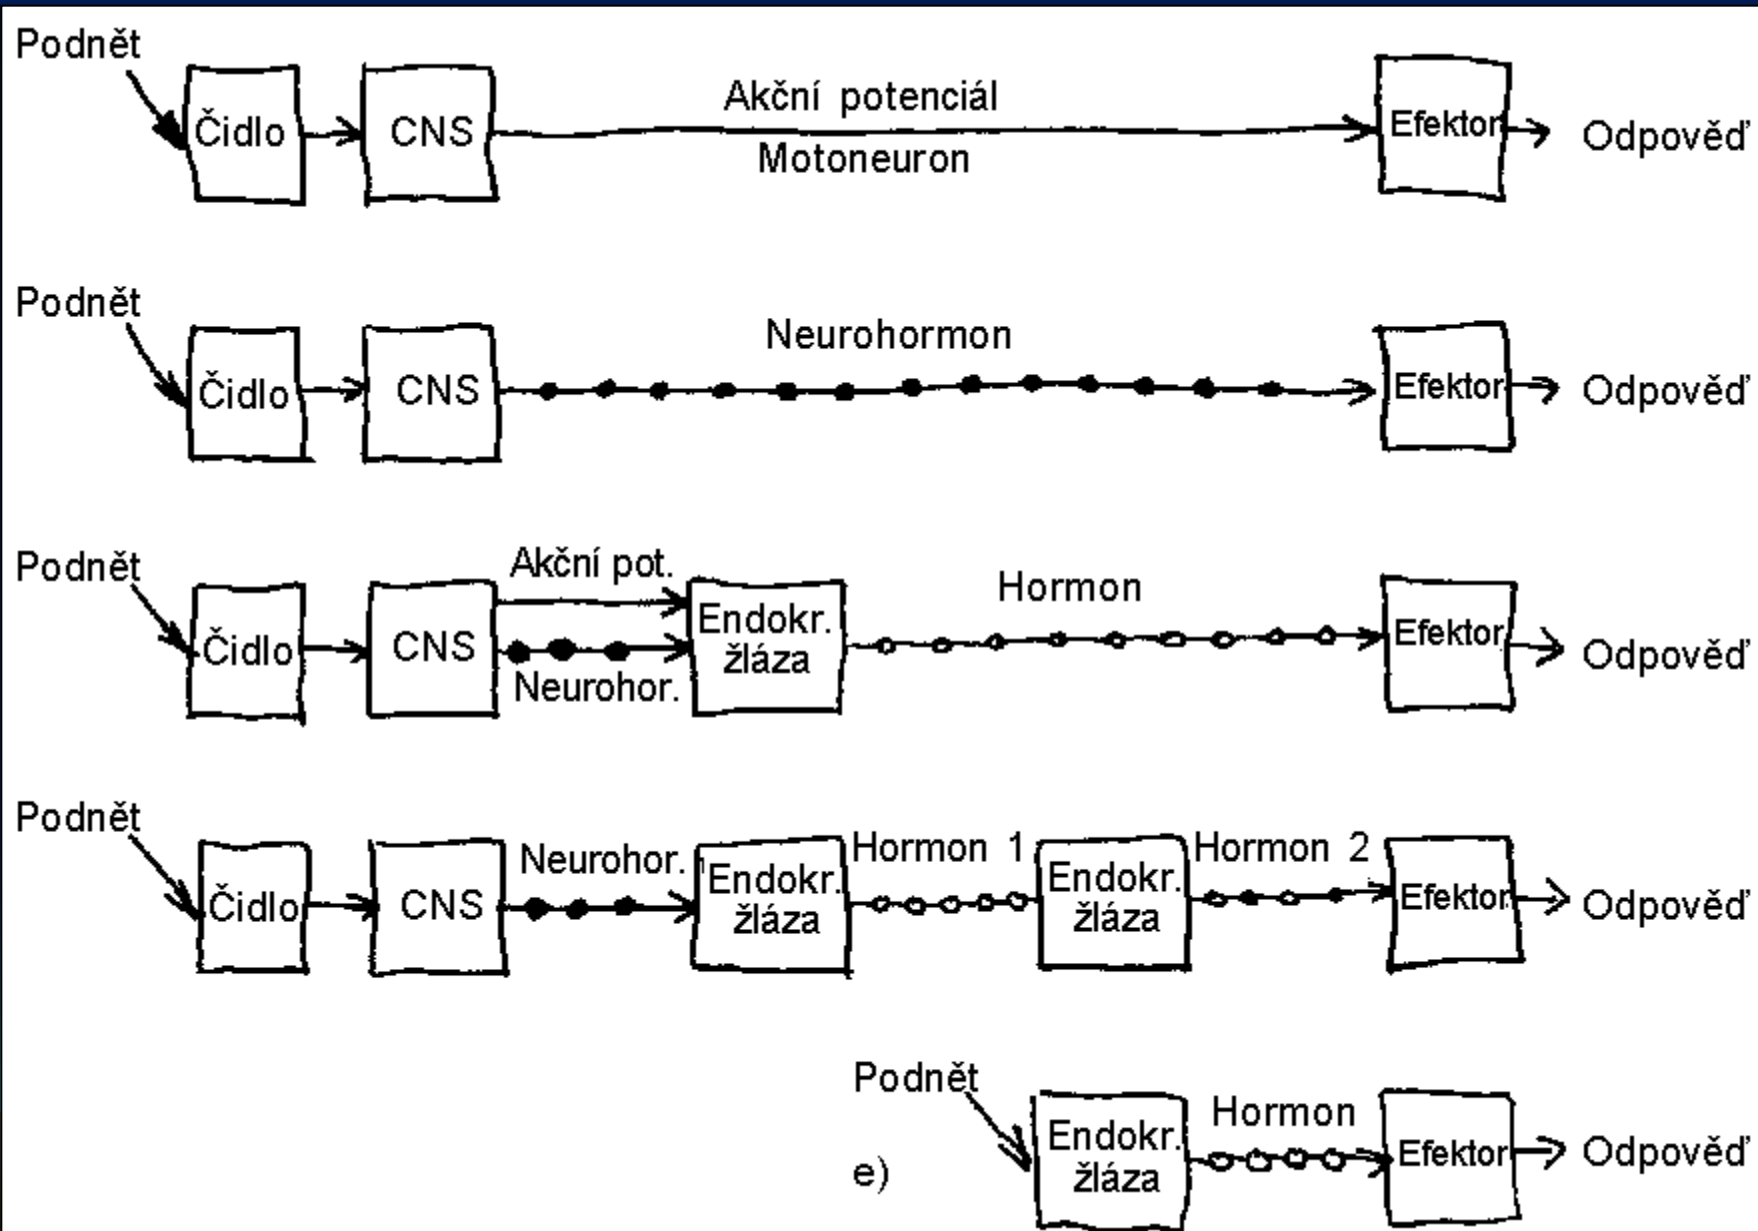 Podnět
Čidlo
CNS
Akční potenciál
Motoneuron
Efektor
Odpověď
Podnět
Čidlo
CNS
Neurohormon
Efektor
Odpověď
Podnět
Čidlo
CNS
Akční pot.
Neurohor.
Endokr.
žláza
Hormon
Efektor
Odpověď
Podnět
Čidlo
CNS
Neurohor.
Endokr.
žláza
Hormon 1
Endokr.
žláza
Hormon 2
Efektor
Odpověď
e)
Podnět
Endokr.
žláza
Hormon
Efektor
Odpověď